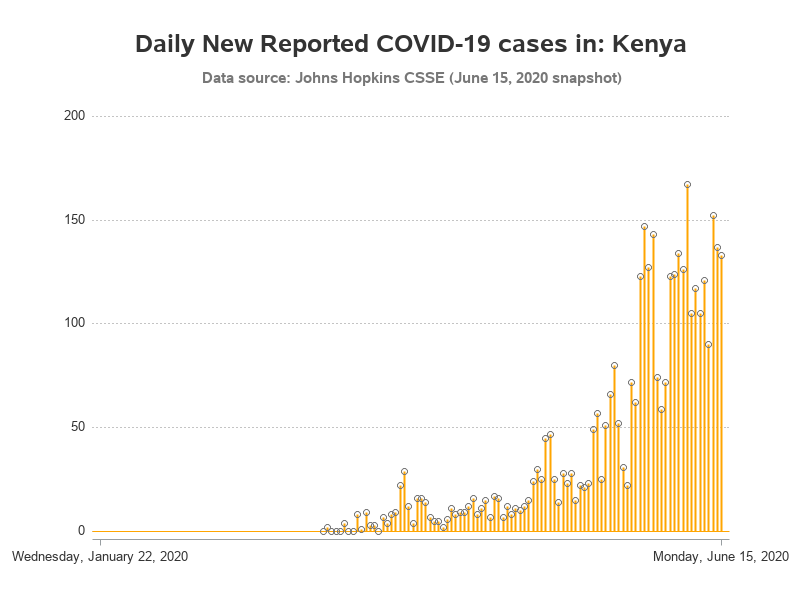 Daily New Reported COVID-19 cases in: Kenya
Data source: Johns Hopkins CSSE (June 15, 2020 snapshot)
200
150
100
50
0
Wednesday, January 22, 2020
Monday, June 15, 2020